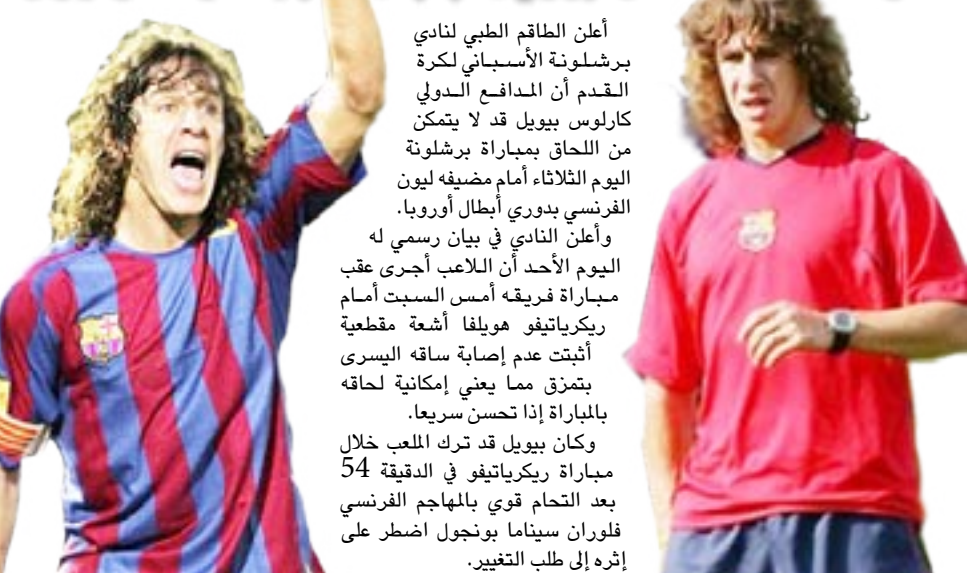 أعلن الطاقم الطبي لنادي
برشلونة الأسباني لكرة
القدم أن المدافع الدولي
كارلوس بيويل قد لا يتمكن
من اللحاق بمباراة برشلونة
اليوم الثلاثاء أمام مضيفه ليون
الفرنسي بدوري أبطال أوروبا.
وأعلن النادي في بيان رسمي له
اليوم الأحد أن اللاعب أجرى عقب
مباراة فريقه أمس السبت أمام
ريكرياتيفو هويلفا أشعة مقطعية
أثبتت عدم إصابة ساقه اليسرى
بتمزق مما يعني إمكانية لحاقه
بالمباراة إذا تحسن سريعا.
وكان بيويل قد ترك الملعب خلال
مباراة ريكرياتيفو في الدقيقة 54
بعد التحام قوي بالمهاجم الفرنسي
فلوران سيناما بونجول اضطر على
إثره إلى طلب التغيير.